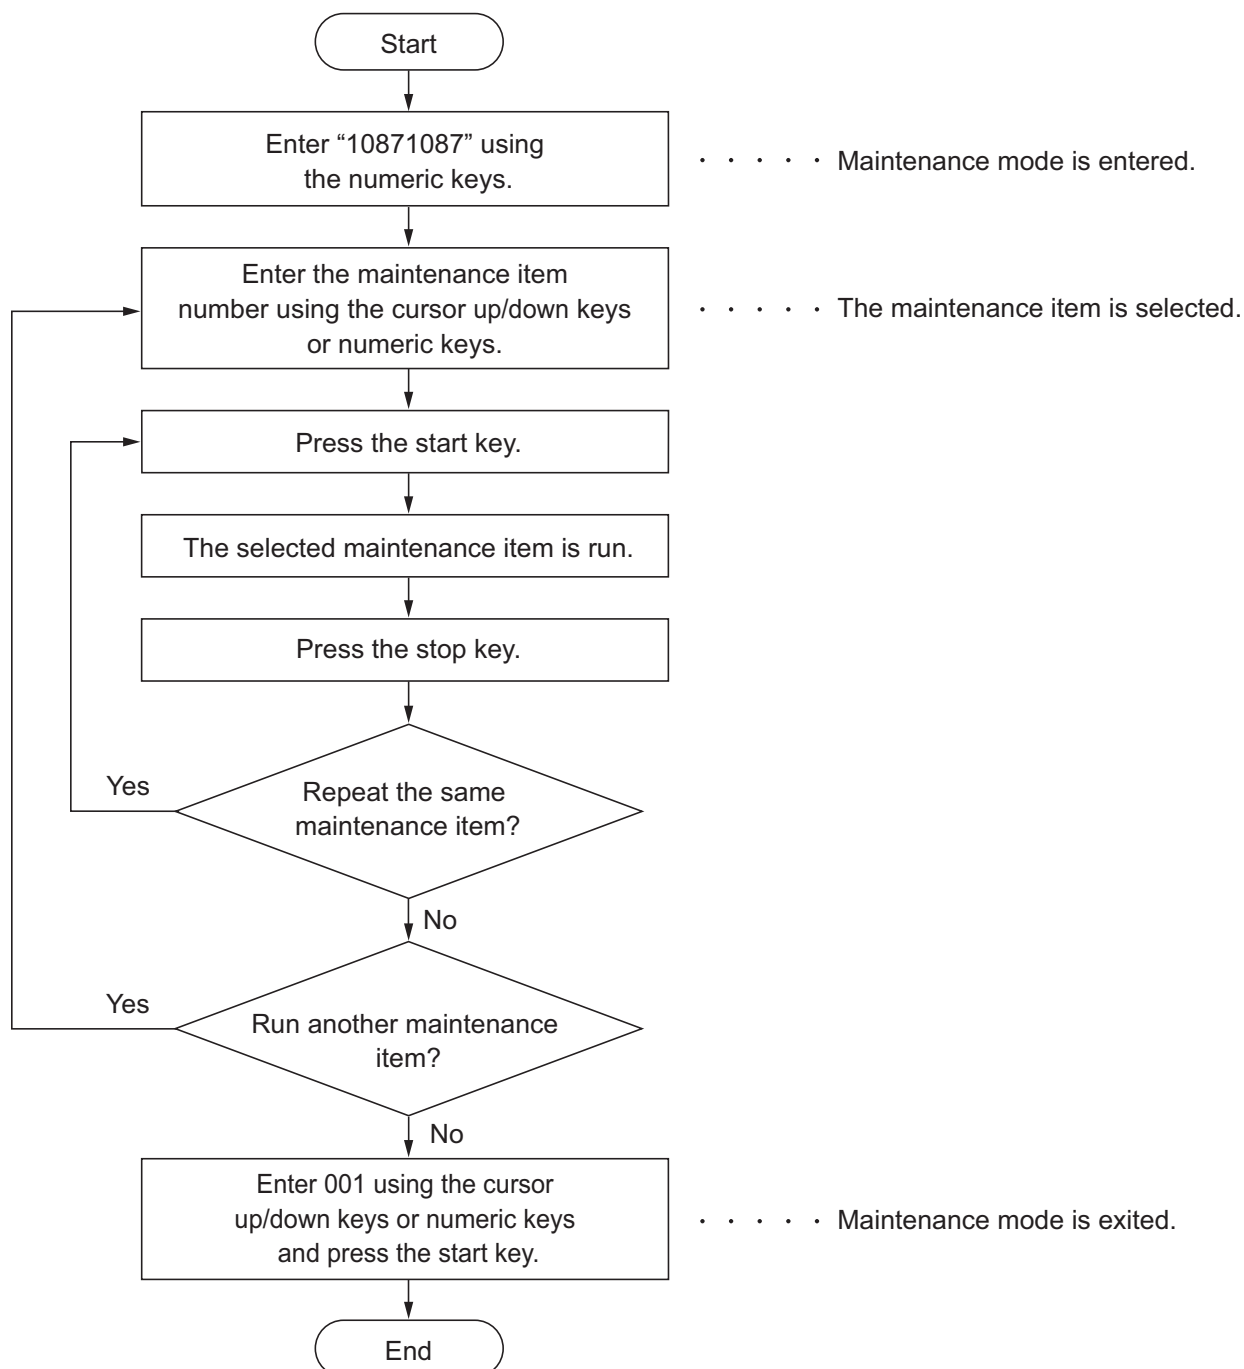 Start
Enter “10871087” using
the numeric keys.
· · · · · Maintenance mode is entered.
Enter the maintenance item
number using the cursor up/down keys
or numeric keys.
· · · · · The maintenance item is selected.
Press the start key.
The selected maintenance item is run.
Press the stop key.
Yes
Repeat the same
maintenance item?
No
Yes
Run another maintenance
item?
No
Enter 001 using the cursor
up/down keys or numeric keys
and press the start key.
· · · · · Maintenance mode is exited.
End